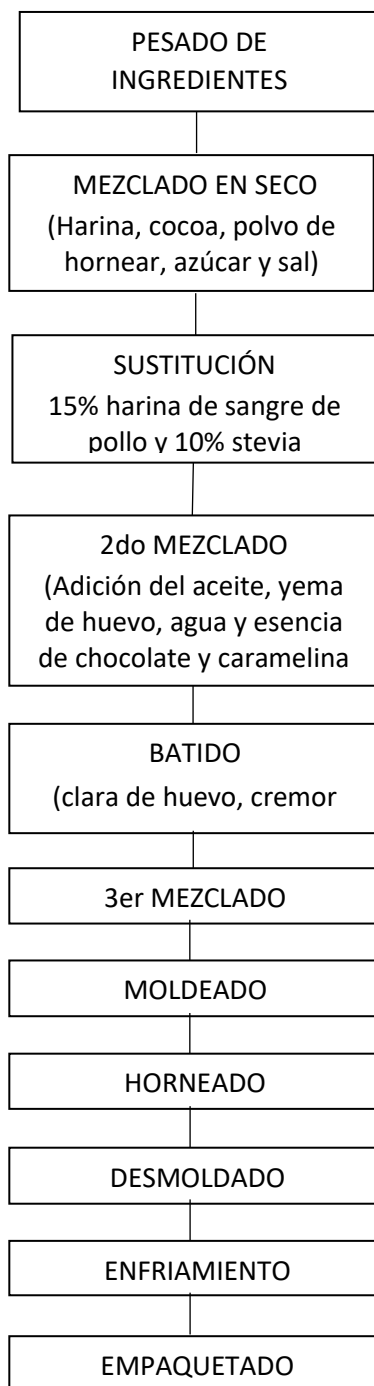 PESADO DE
INGREDIENTES
MEZCLADO EN SECO
(Harina, cocoa, polvo de
hornear, azúcar y sal)
SUSTITUCIÓN
15% harina de sangre de
pollo y 10% stevia
2do MEZCLADO
(Adición del aceite, yema
de huevo, agua y esencia
de chocolate y caramelina
BATIDO
(clara de huevo, cremor
3er MEZCLADO
MOLDEADO
HORNEADO
DESMOLDADO
ENFRIAMIENTO
EMPAQUETADO